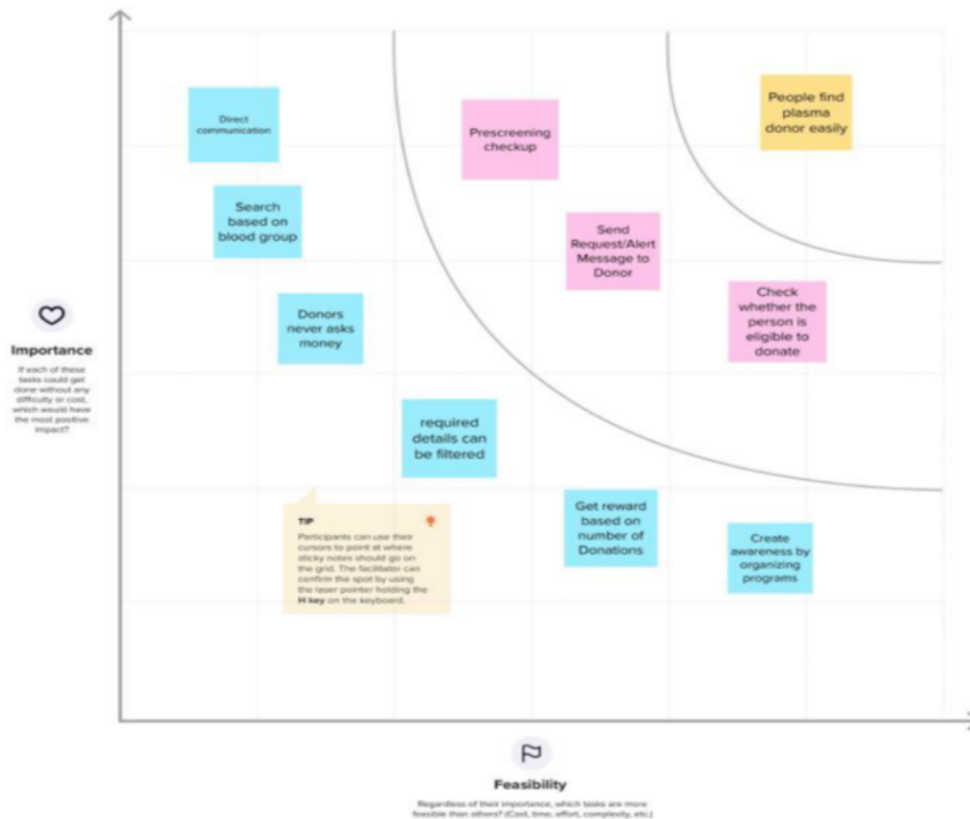 People find
plasma
donor easily
Direct
communication
Prescreening
checkup
Search
based on
blood group
Send
Request/Alert
Message to
Donor
Check
whether the
person is
eligible to
donate
Donors
never asks
money
Importance
If each of these
tasks could get
done without any
difficulty or cost,
which would have
the most positive
impact?
required
details can
be filtered
Get reward
based on
number of
Donations
Create
awareness by
organizing
programs
TIP
Participants can use their
cursors to point at where
sticky notes should go on
the grid. The facilitator can
confirm the spot by using
the laser pointer holding the
H key on the keyboard.
Feasibility
Regardless of their importance, which tasks are more
feasible than others? (Cost, time, effort, complexity, etc.)